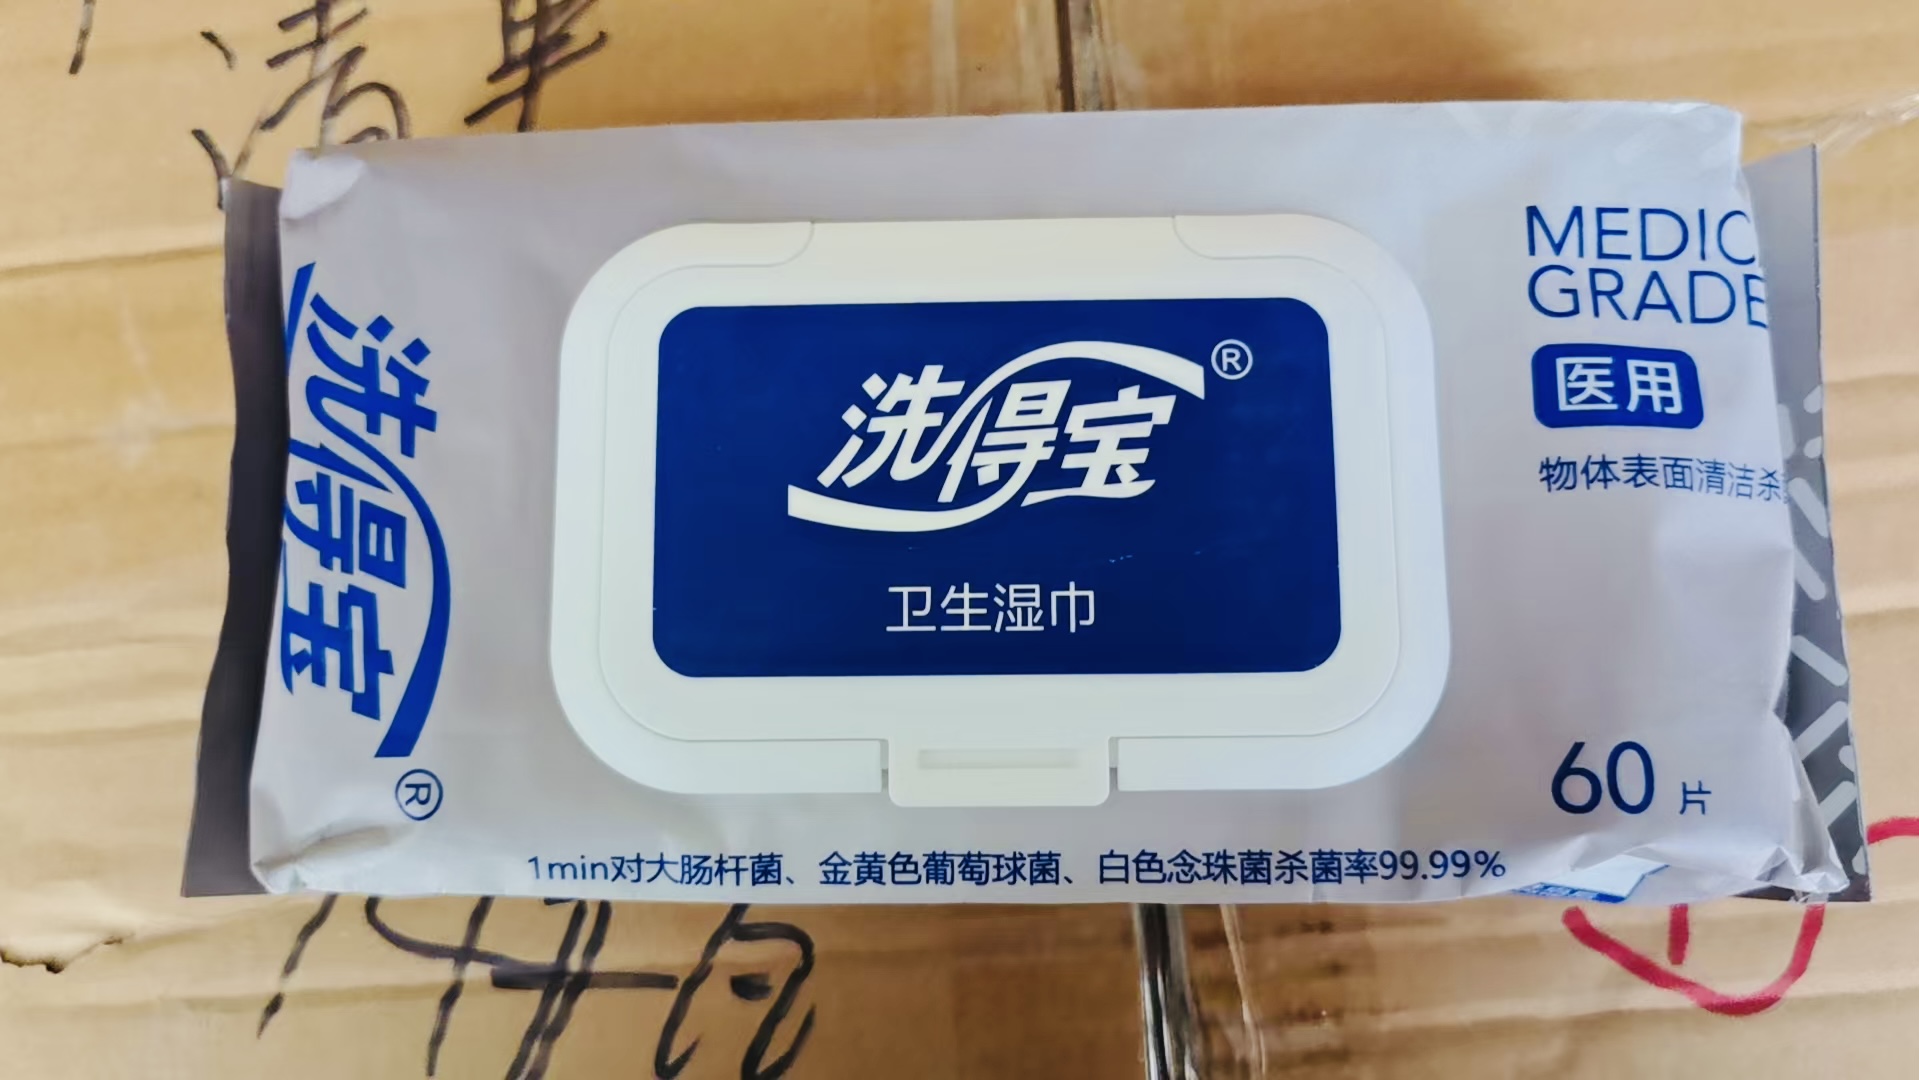 洗得宝®
洗得宝®
卫生湿巾
MEDIC
GRADE
医用
物体表面清洁杀
60片
1min对大肠杆菌、金黄色葡萄球菌、白色念珠菌杀菌率99.99%